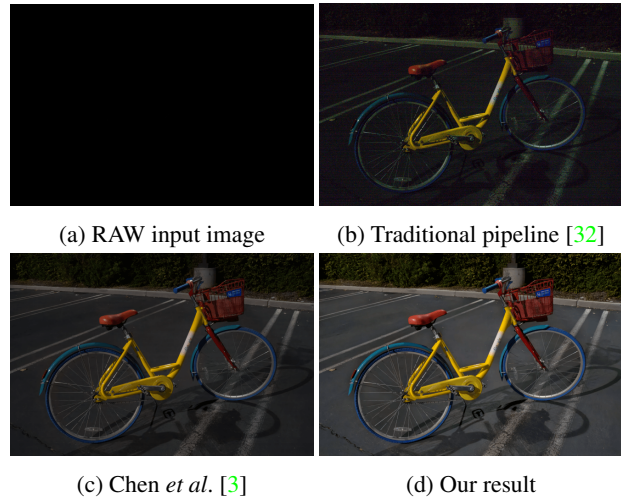 (a) RAW input image
(b) Traditional pipeline [32]
(c) Chen et al. [3]
(d) Our result